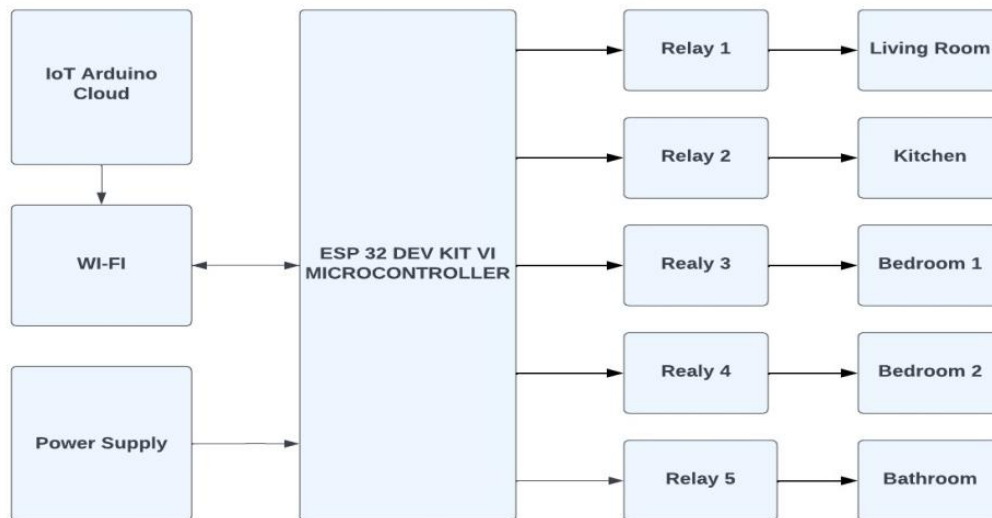 IoT Arduino
Cloud
WI-FI
Power Supply
ESP 32 DEV KIT VI
MICROCONTROLLER
Relay 1
Living Room
Relay 2
Kitchen
Realy 3
Bedroom 1
Realy 4
Bedroom 2
Relay 5
Bathroom